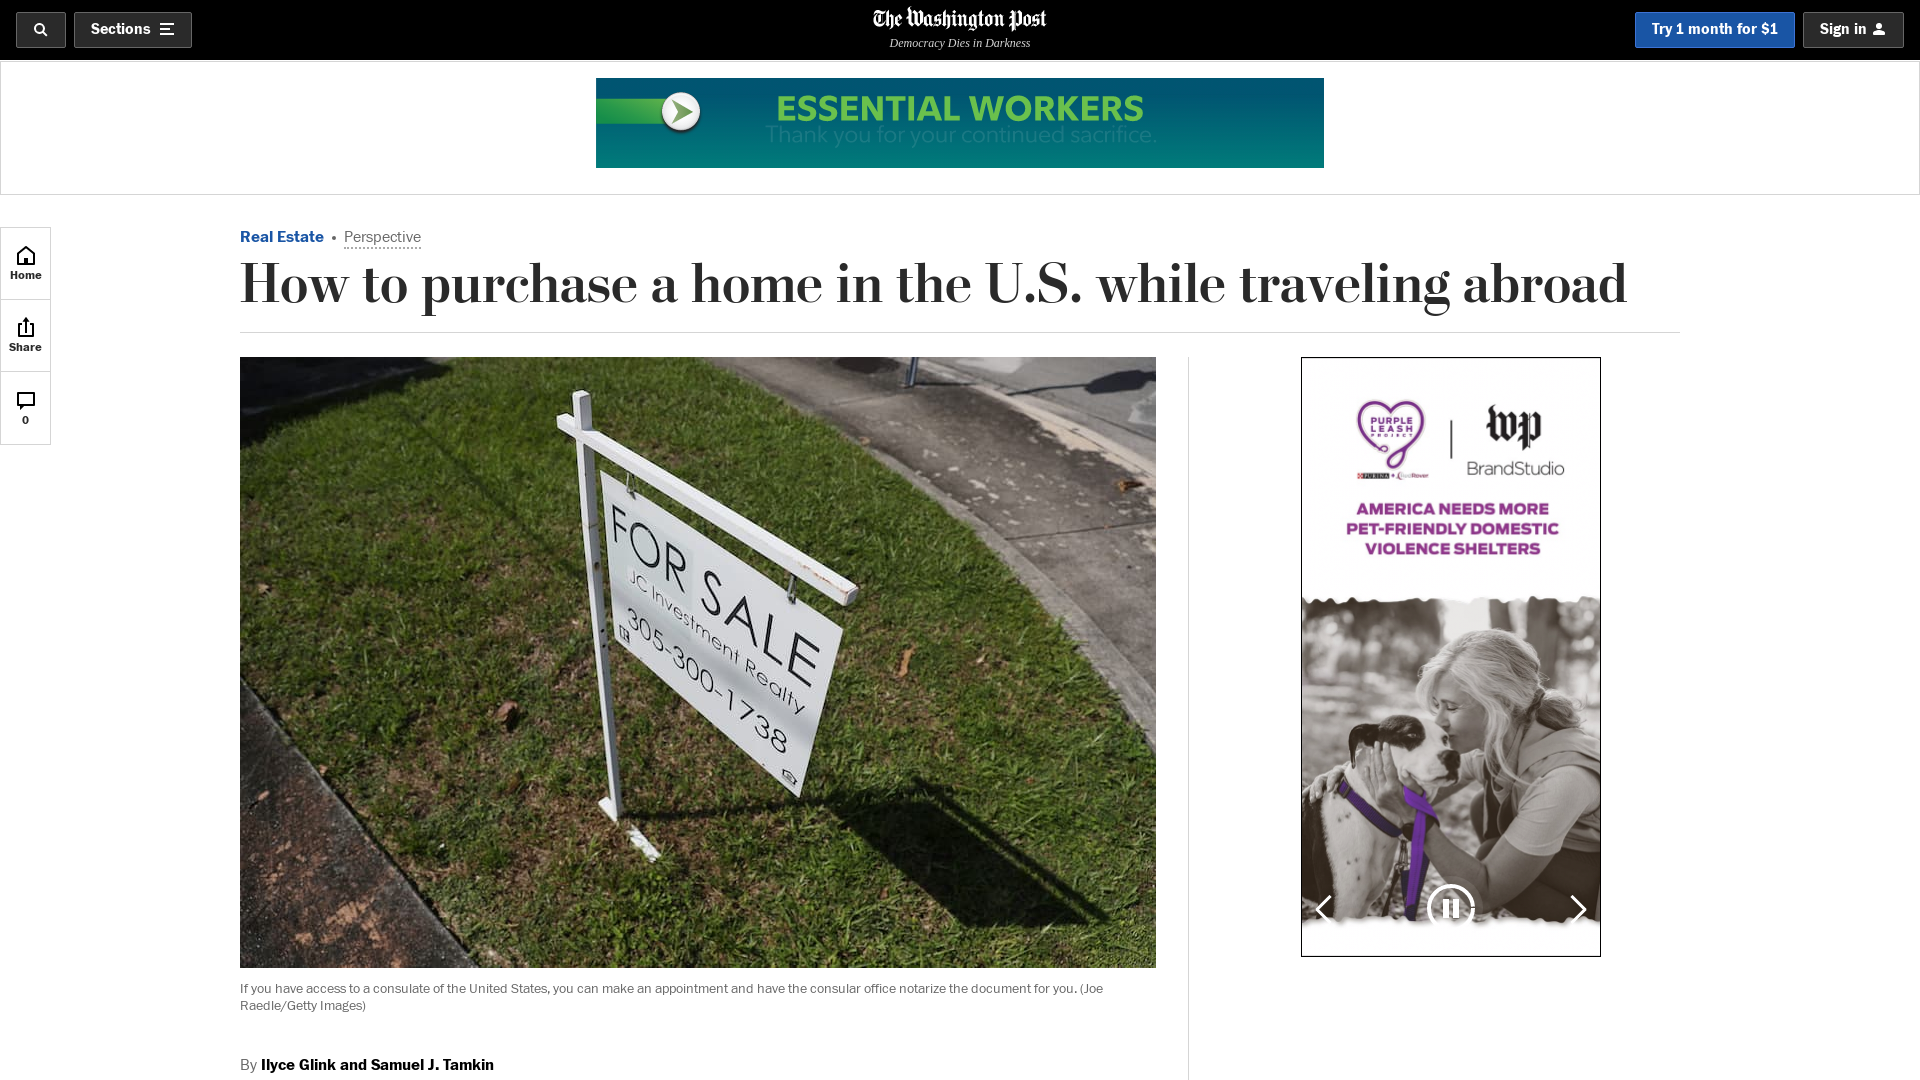 Sections
The Washington Post
Democracy Dies in Darkness
Try 1 month for $1
Sign in
ESSENTIAL WORKERS
Thank you for your continued sacrifice.
Home
Share
0
Real Estate • Perspective
How to purchase a home in the U.S. while traveling abroad
FOR SALE
JC Investment Realty
305-300-1738
If you have access to a consulate of the United States, you can make an appointment and have the consular office notarize the document for you. (Joe
Raedle/Getty Images)
By Ilyce Glink and Samuel J. Tamkin
PURPLE
LEASH
PROJECT
PURINA
wp
BrandStudio
AMERICA NEEDS MORE
PET-FRIENDLY DOMESTIC
VIOLENCE SHELTERS